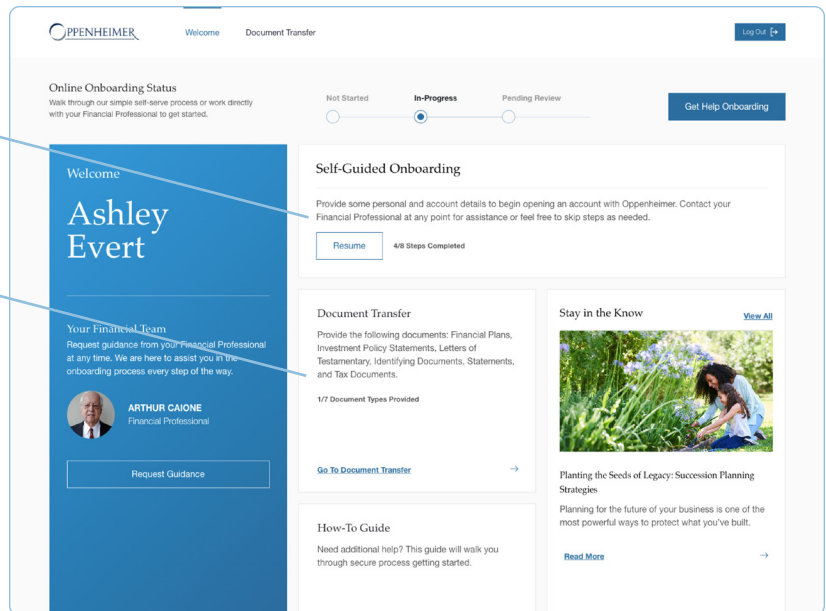 OPPENHEIMER
Welcome
Document Transfer
Log Out
Online Onboarding Status
Walk through our simple self-serve process or work directly
with your Financial Professional to get started.
Not Started
In-Progress
Pending Review
Get Help Onboarding
Welcome
Ashley
Evert
Your Financial Team
Request guidance from your Financial Professional
at any time. We are here to assist you in the
onboarding process every step of the way.
ARTHUR CAIONE
Financial Professional
Request Guidance
Self-Guided Onboarding
Provide some personal and account details to begin opening an account with Oppenheimer. Contact your
Financial Professional at any point for assistance or feel free to skip steps as needed.
Resume
4/8 Steps Completed
Document Transfer
Provide the following documents: Financial Plans,
Investment Policy Statements, Letters of
Testamentary, Identifying Documents, Statements,
and Tax Documents.
1/7 Document Types Provided
Go To Document Transfer
How-To Guide
Need additional help? This guide will walk you
through secure process getting started.
Stay in the Know
View All
Planting the Seeds of Legacy: Succession Planning
Strategies
Planning for the future of your business is one of the
most powerful ways to protect what you've built.
Read More